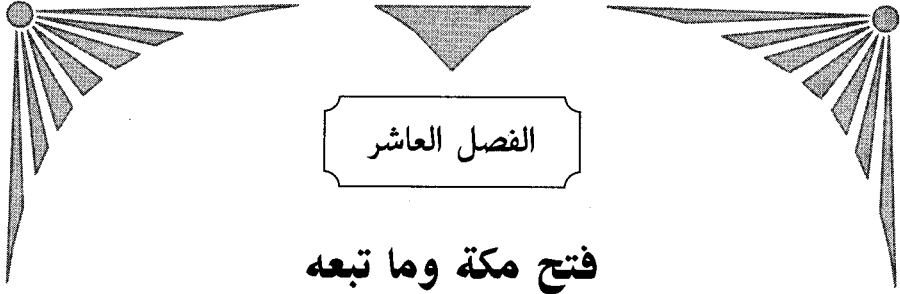 الفصل العاشر
فتح مكة وما تبعه